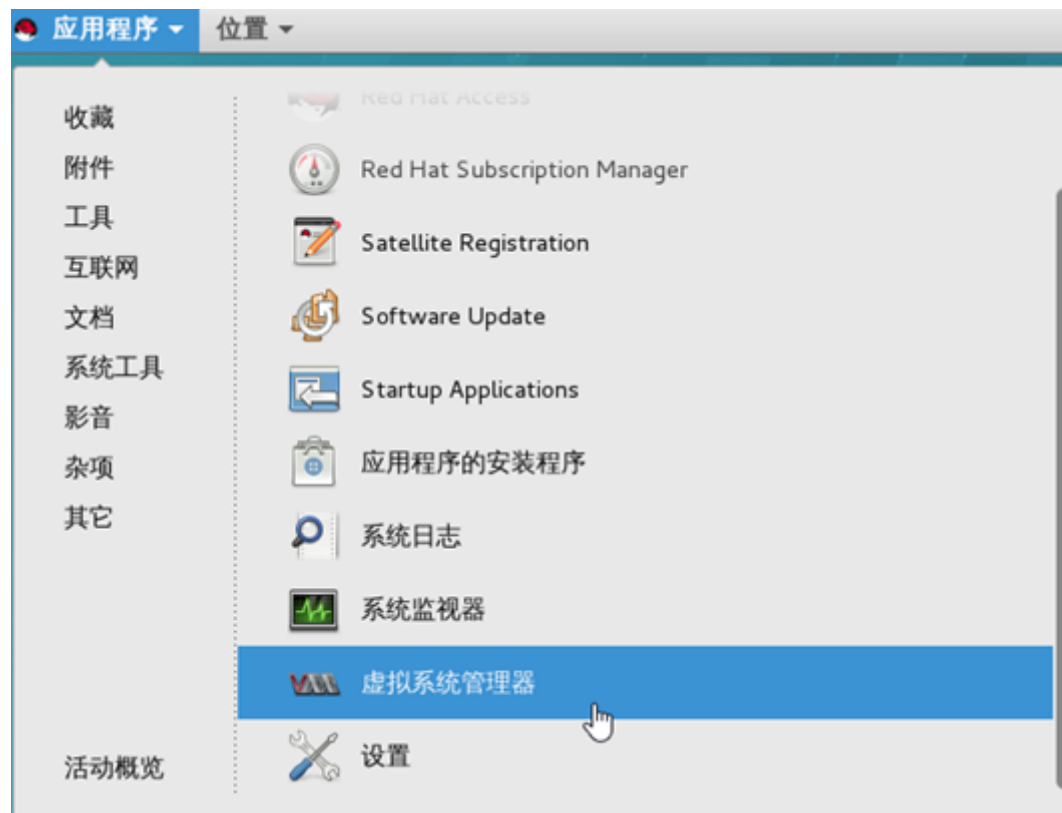 应用程序 位置
收藏
附件
工具
互联网
文档
系统工具
影音
杂项
其它
活动概览
Red Hat Access
Red Hat Subscription Manager
Satellite Registration
Software Update
Startup Applications
应用程序的安装程序
系统日志
系统监视器
虚拟系统管理器
设置